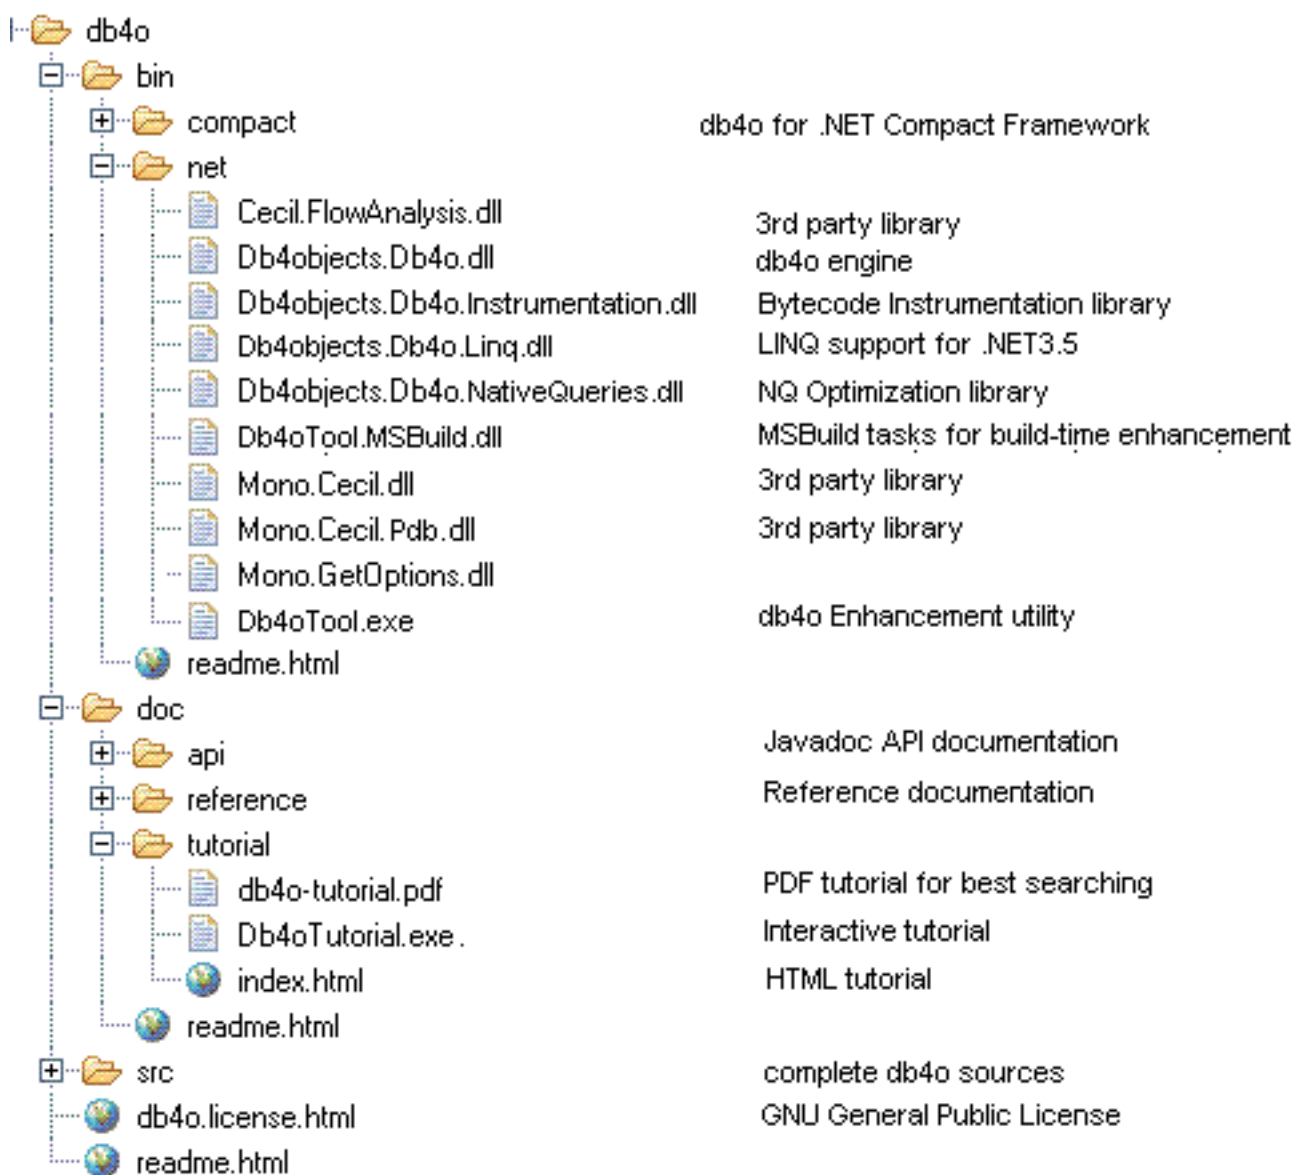 db4o
bin
compact db4o for .NET Compact Framework
net
Cecil.FlowAnalysis.dll 3rd party library
Db4objects.Db4o.dll db4o engine
Db4objects.Db4o.Instrumentation.dll Bytecode Instrumentation library
Db4objects.Db4o.Linq.dll LINQ support for .NET3.5
Db4objects.Db4o.NativeQueries.dll NQ Optimization library
Db4oTool.MSBuild.dll MSBuild tasks for build-time enhancement
Mono.Cecil.dll 3rd party library
Mono.Cecil.Pdb.dll 3rd party library
Mono.GetOptions.dll
Db4oTool.exe db4o Enhancement utility
readme.html
doc
api Javadoc API documentation
reference Reference documentation
tutorial
db4o-tutorial.pdf PDF tutorial for best searching
Db4oTutorial.exe. Interactive tutorial
index.html HTML tutorial
readme.html
src complete db4o sources
db4o.license.html GNU General Public License
readme.html